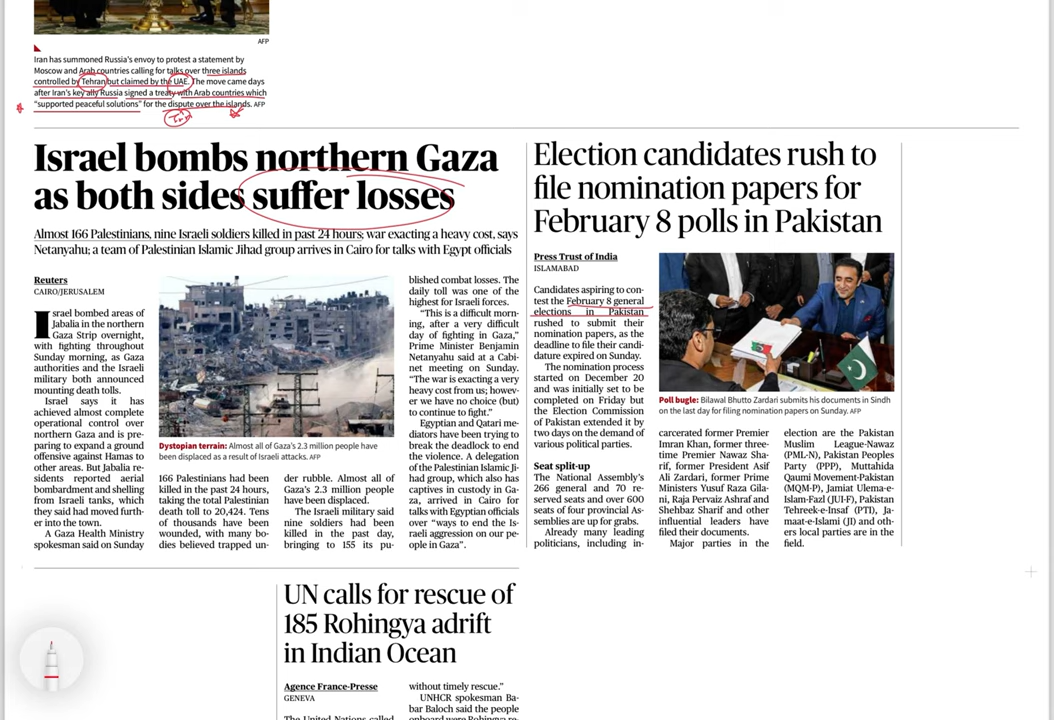 AFP
Iran has summoned Russia's envoy to protest a statement by
Moscow and Arab countries calling for talks over three islands
controlled by Tehran but claimed by the UAE. The move came days
after Iran's key ally Russia signed a treaty with Arab countries which
"supported peaceful solutions" for the dispute over the islands. AFP
Israel bombs northern Gaza
as both sides suffer losses
Almost 166 Palestinians, nine Israeli soldiers killed in past 24 hours; war exacting a heavy cost, says
Netanyahu; a team of Palestinian Islamic Jihad group arrives in Cairo for talks with Egypt officials
Reuters
CAIRO/JERUSALEM
Israel bombed areas of
Jabalia in the northern
Gaza Strip overnight,
with fighting throughout
Sunday morning, as Gaza
authorities and the Israeli
military both announced
mounting death tolls.
Israel says it has
achieved almost complete
operational control over
northern Gaza and is pre-
paring to expand a ground
offensive against Hamas to
other areas. But Jabalia re-
sidents reported aerial
bombardment and shelling
from Israeli tanks, which
they said had moved furth-
er into the town.
A Gaza Health Ministry
spokesman said on Sunday
Dystopian terrain: Almost all of Gaza's 2.3 million people have
been displaced as a result of Israeli attacks. AFP
166 Palestinians had been
killed in the past 24 hours,
taking the total Palestinian
death toll to 20,424. Tens
of thousands have been
wounded, with many bo-
dies believed trapped un-
der rubble. Almost all of
Gaza's 2.3 million people
have been displaced.
The Israeli military said
nine soldiers had been
killed in the past day,
bringing to 155 its pu-
blished combat losses. The
daily toll was one of the
highest for Israeli forces.
"This is a difficult morn-
ing, after a very difficult
day of fighting in Gaza,"
Prime Minister Benjamin
Netanyahu said at a Cabi-
net meeting on Sunday.
"The war is exacting a very
heavy cost from us; howev-
er we have no choice (but)
to continue to fight."
Egyptian and Qatari me-
diators have been trying to
break the deadlock to end
the violence. A delegation
of the Palestinian Islamic Ji-
had group, which also has
captives in custody in Ga-
za, arrived in Cairo for
talks with Egyptian officials
over "ways to end the Is-
raeli aggression on our pe-
ople in Gaza".
Election candidates rush to
file nomination papers for
February 8 polls in Pakistan
Press Trust of India
ISLAMABAD
Candidates aspiring to con-
test the February 8 general
elections in Pakistan
rushed to submit their
nomination papers, as the
deadline to file their candi-
dature expired on Sunday.
The nomination process
started on December 20
and was initially set to be
completed on Friday but
the Election Commission
of Pakistan extended it by
two days on the demand of
various political parties.
Seat split-up
The National Assembly's
266 general and 70 re-
served seats and over 600
seats of four provincial As-
semblies are up for grabs.
Already many leading
politicians, including in-
Poll bugle: Bilawal Bhutto Zardari submits his documents in Sindh
on the last day for filing nomination papers on Sunday. AFP
carcerated former Premier
Imran Khan, former three-
time Premier Nawaz Sha-
rif, former President Asif
Ali Zardari, former Prime
Ministers Yusuf Raza Gila-
ni, Raja Pervaiz Ashraf and
Shehbaz Sharif and other
influential leaders have
filed their documents.
Major parties in the
election are the Pakistan
Muslim League-Nawaz
(PML-N), Pakistan Peoples
Party (PPP), Muttahida
Qaumi Movement-Pakistan
(MQM-P), Jamiat Ulema-e-
Islam-Fazl (JUI-F), Pakistan
Tehreek-e-Insaf (PTI), Ja-
maat-e-Islami (JI) and oth-
ers local parties are in the
field.
UN calls for rescue of
185 Rohingya adrift
in Indian Ocean
Agence France-Presse
GENEVA
The United Nations called
without timely rescue."
UNHCR spokesman Ba-
bar Baloch said the people
onboard were Rohingya re-